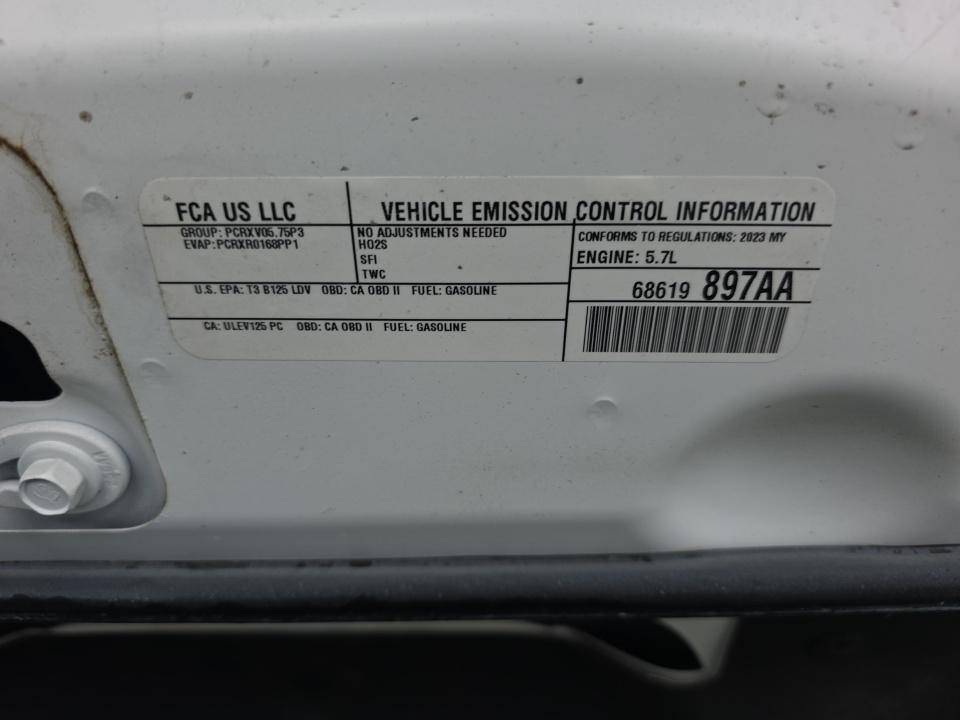 FCA US LLC
GROUP: PCRXV05.75P3
EVAP:PCRXR0168PP1
VEHICLE EMISSION CONTROL INFORMATION
NO ADJUSTMENTS NEEDED
HO2S
SFI
TWC
CONFORMS TO REGULATIONS: 2023 MY
ENGINE: 5.7L
U.S. EPA: T3 B125 LDV OBD: CA OBD II FUEL: GASOLINE
68619 897AA
CA: ULEV125 PC OBD: CA OBD II FUEL: GASOLINE